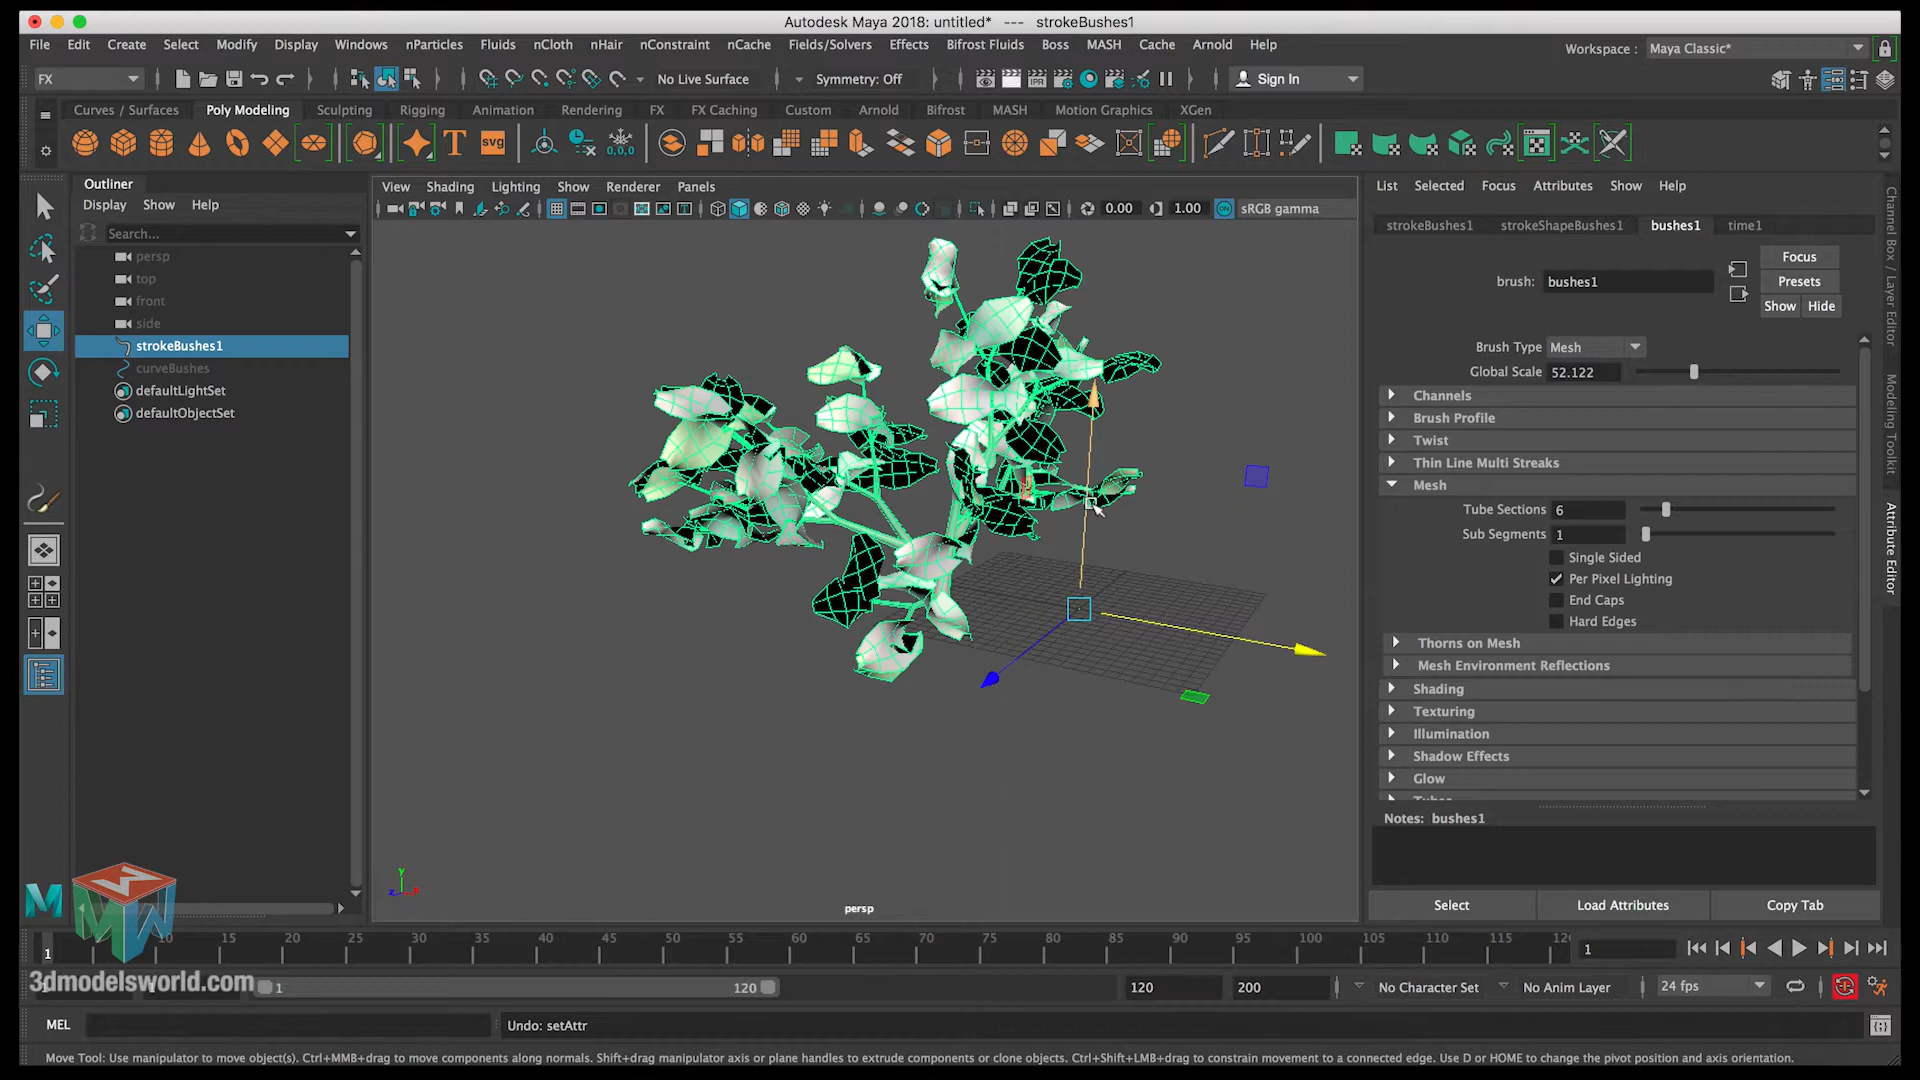 Autodesk Maya 2018: untitled* --- strokeBushes1
File Edit Create Select Modify Display Windows nParticles Fluids nCloth nHair nConstraint nCache Fields/Solvers Effects Bifrost Fluids Boss MASH Cache Arnold Help
Workspace : Maya Classic*
FX No Live Surface Symmetry: Off IPR Sign In
Curves / Surfaces Poly Modeling Sculpting Rigging Animation Rendering FX FX Caching Custom Arnold Bifrost MASH Motion Graphics XGen
T svg 0,0,0
Outliner
Display Show Help
Search...
persp
top
front
side
strokeBushes1
curveBushes
defaultLightSet
defaultObjectSet
View Shading Lighting Show Renderer Panels
0.00 1.00 ON sRGB gamma
Y
Z X
persp
List Selected Focus Attributes Show Help
strokeBushes1 strokeShapeBushes1 bushes1 time1
brush: bushes1
Focus
Presets
Show Hide
Brush Type Mesh
Global Scale 52.122
Channels
Brush Profile
Twist
Thin Line Multi Streaks
Mesh
Tube Sections 6
Sub Segments 1
Single Sided
Per Pixel Lighting
End Caps
Hard Edges
Thorns on Mesh
Mesh Environment Reflections
Shading
Texturing
Illumination
Shadow Effects
Glow
Tubes
Notes: bushes1
Select Load Attributes Copy Tab
Channel Box / Layer Editor
Modeling Toolkit
Attribute Editor
1 10 15 20 25 30 35 40 45 50 55 60 65 70 75 80 85 90 95 100 105 110 115 12 1
3dmodelsworld.com
1 120 120 200 No Character Set No Anim Layer 24 fps
MEL Undo: setAttr
Move Tool: Use manipulator to move object(s). Ctrl+MMB+drag to move components along normals. Shift+drag manipulator axis or plane handles to extrude components or clone objects. Ctrl+Shift+LMB+drag to constrain movement to a connected edge. Use D or HOME to change the pivot position and axis orientation.